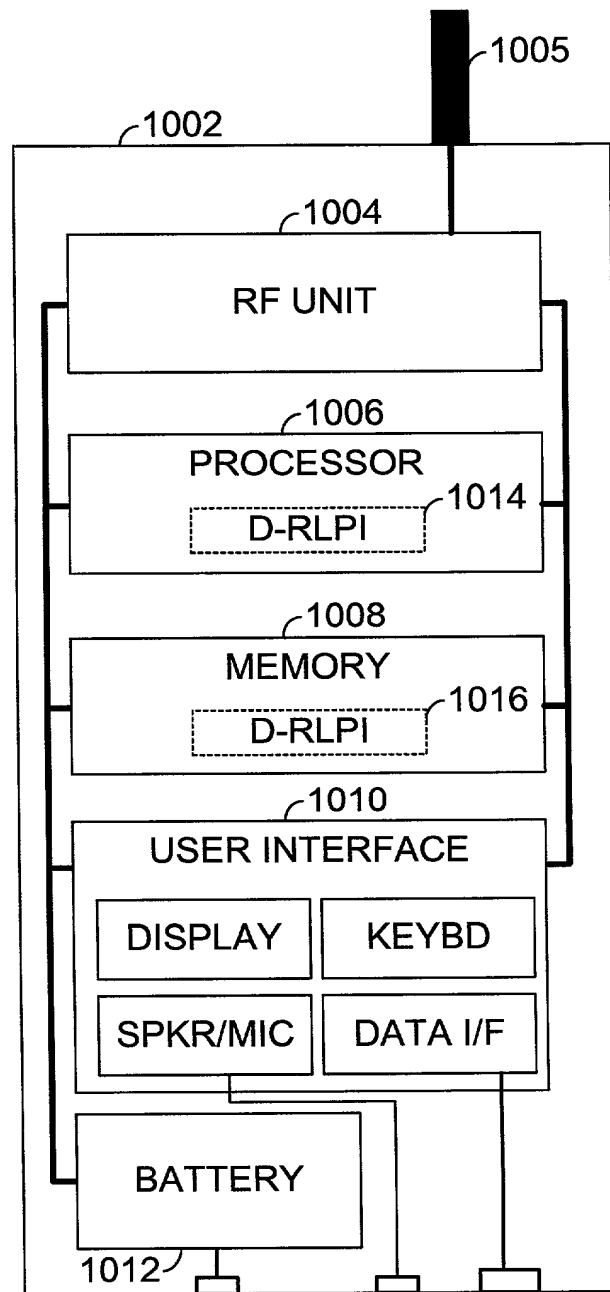 1005
1002
1004
RF UNIT
1006
PROCESSOR
1014
D-RLPI
1008
MEMORY
1016
D-RLPI
1010
USER INTERFACE
DISPLAY
KEYBD
SPKR/MIC
DATA I/F
BATTERY
1012